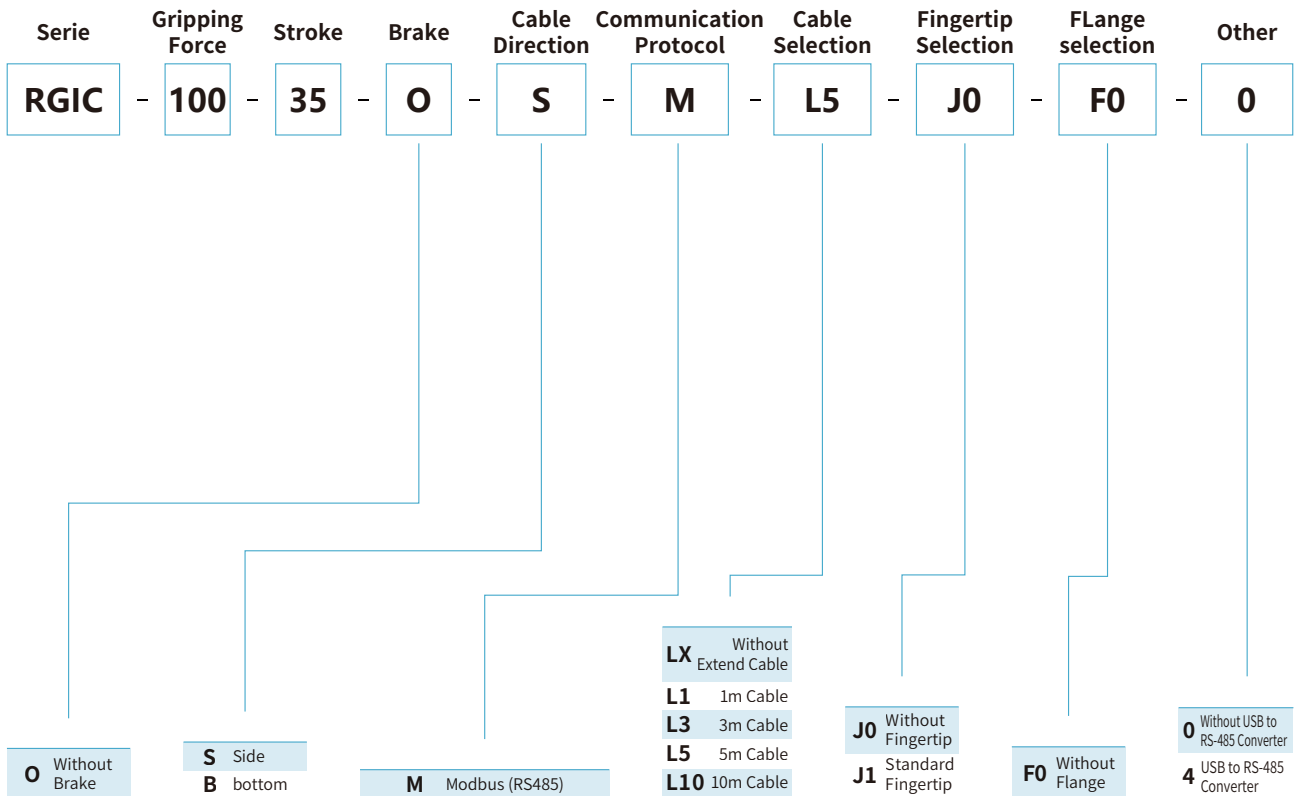 Serie
Gripping
Force
Stroke
Brake
Cable
Direction
Communication
Protocol
Cable
Selection
Fingertip
Selection
FLange
selection
Other
RGIC - 100 - 35 - O - S - M - L5 - J0 - F0 - 0
O Without
Brake
S Side
B bottom
M Modbus (RS485)
LX Without
Extend Cable
L1 1m Cable
L3 3m Cable
L5 5m Cable
L10 10m Cable
J0 Without
Fingertip
J1 Standard
Fingertip
F0 Without
Flange
0 Without USB to
RS-485 Converter
4 USB to RS-485
Converter